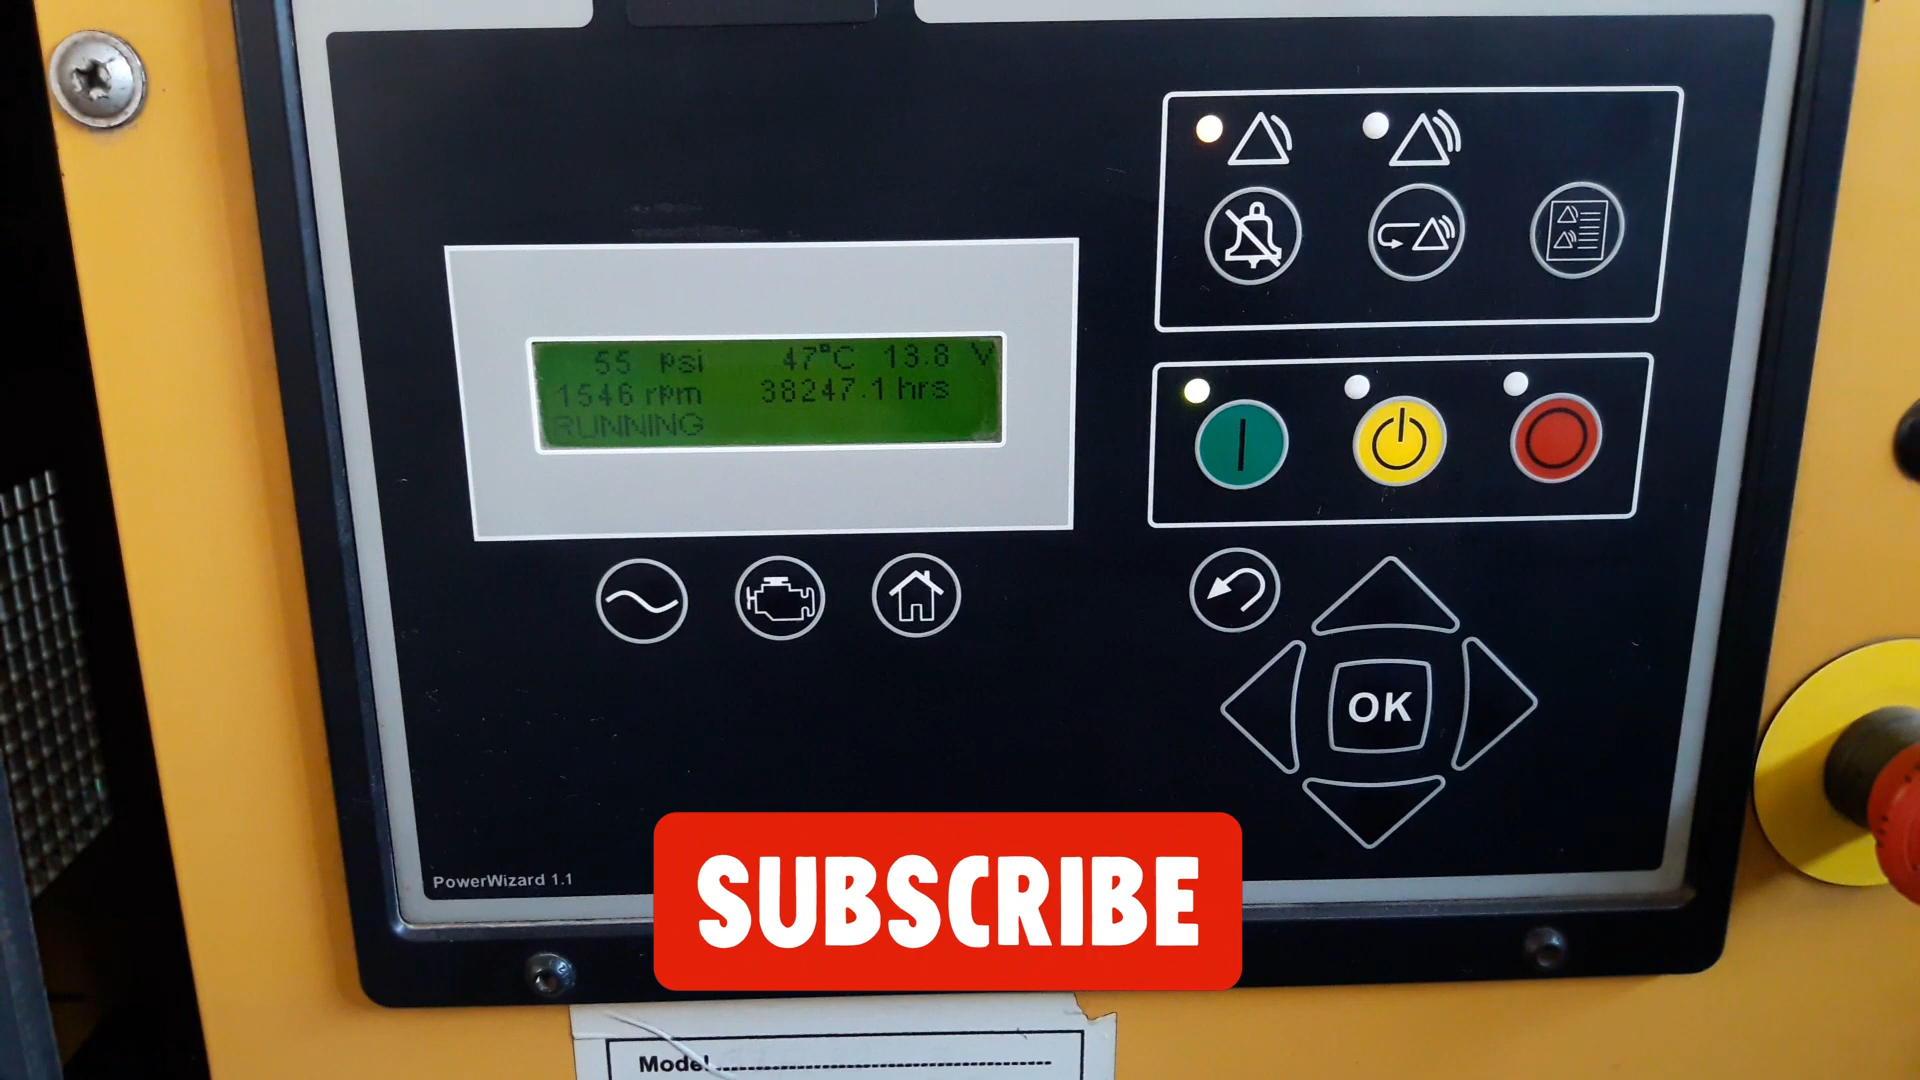 55 psi 47°C 13.8 V
1546 rpm 38247.1 hrs
RUNNING
OK
PowerWizard 1.1
SUBSCRIBE
Model